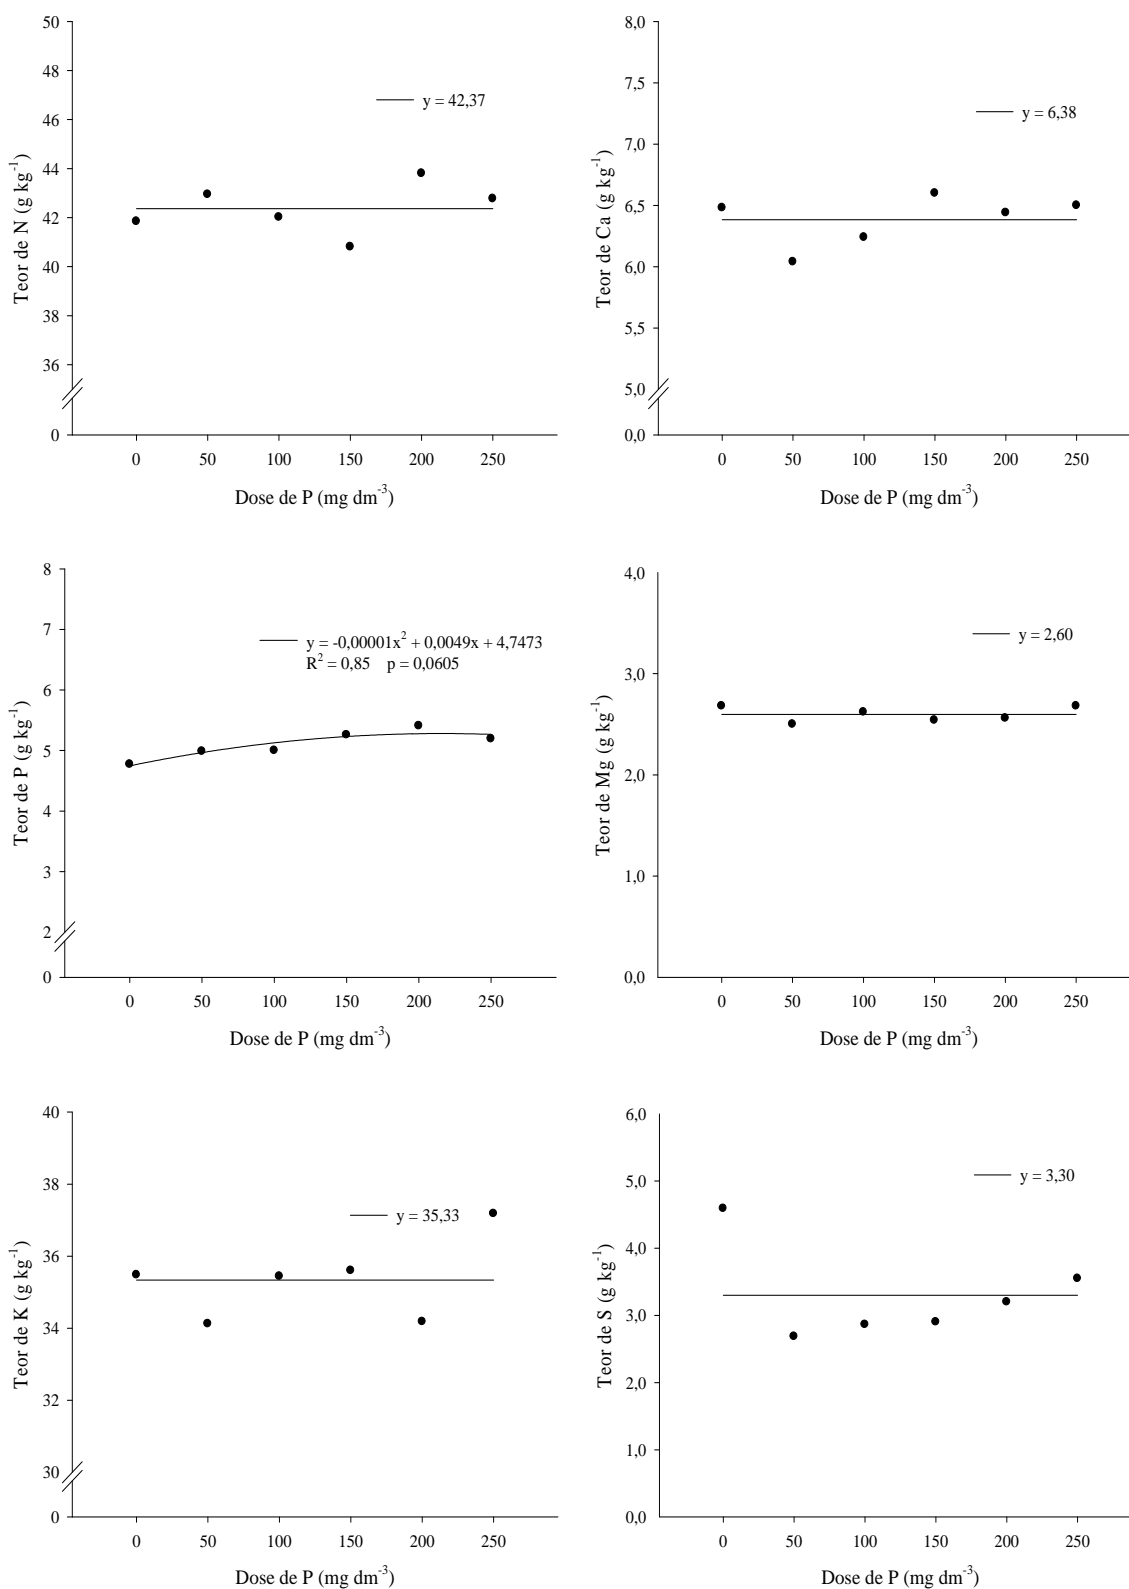 50
48
46
44
42
40
38
36
0
Teor de N (g kg⁻¹)
y = 42,37
0 50 100 150 200 250
Dose de P (mg dm⁻³)
8,0
7,5
7,0
6,5
6,0
5,5
5,0
0,0
Teor de Ca (g kg⁻¹)
y = 6,38
0 50 100 150 200 250
Dose de P (mg dm⁻³)
8
7
6
5
4
3
2
0
Teor de P (g kg⁻¹)
y = -0,00001x² + 0,0049x + 4,7473
R² = 0,85 p = 0,0605
0 50 100 150 200 250
Dose de P (mg dm⁻³)
4,0
3,0
2,0
1,0
0,0
Teor de Mg (g kg⁻¹)
y = 2,60
0 50 100 150 200 250
Dose de P (mg dm⁻³)
40
38
36
34
32
30
0
Teor de K (g kg⁻¹)
y = 35,33
0 50 100 150 200 250
Dose de P (mg dm⁻³)
6,0
5,0
4,0
3,0
2,0
1,0
0,0
Teor de S (g kg⁻¹)
y = 3,30
0 50 100 150 200 250
Dose de P (mg dm⁻³)